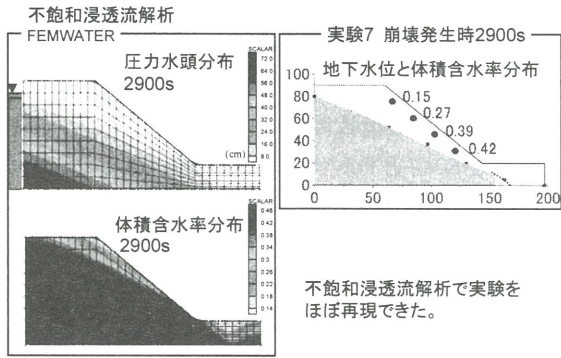 不飽和浸透流解析
FEMWATER
圧力水頭分布
2900s
SCALAR
72.0
64.0
56.0
48.0
40.0
32.0
24.0
16.0
8.0
(cm)
体積含水率分布
2900s
SCALAR
0.46
0.42
0.38
0.34
0.3
0.26
0.22
0.18
0.14
実験7 崩壊発生時2900s
地下水位と体積含水率分布
100
80
60
40
20
0
0.15
0.27
0.39
0.42
0 50 100 150 200
不飽和浸透流解析で実験を
ほぼ再現できた。